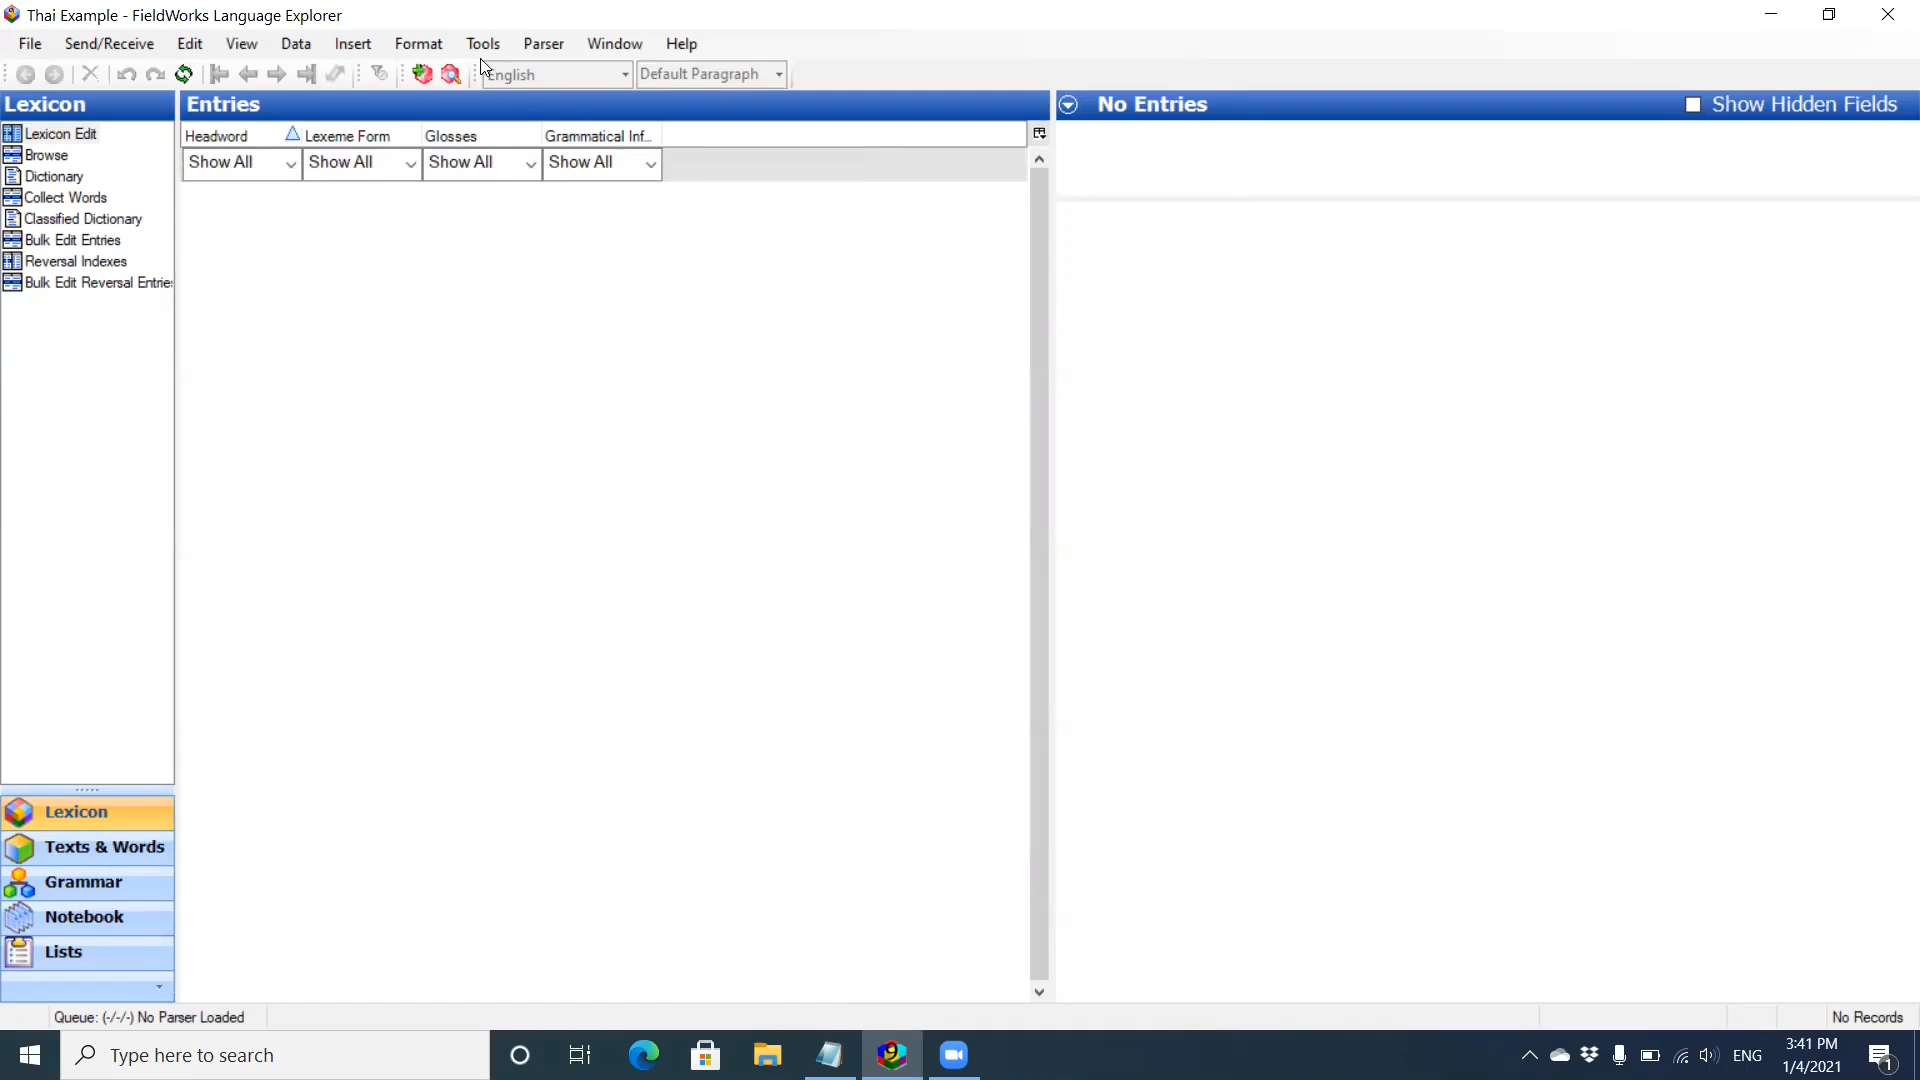 Thai Example - FieldWorks Language Explorer
File Send/Receive Edit View Data Insert Format Tools Parser Window Help
English Default Paragraph
Lexicon
Lexicon Edit
Browse
Dictionary
Collect Words
Classified Dictionary
Bulk Edit Entries
Reversal Indexes
Bulk Edit Reversal Entries
Lexicon
Texts & Words
Grammar
Notebook
Lists
Entries
Headword Lexeme Form Glosses Grammatical Inf...
Show All Show All Show All Show All
No Entries Show Hidden Fields
Queue: (-/-/-) No Parser Loaded No Records
Type here to search
9
ENG
3:41 PM
1/4/2021
1